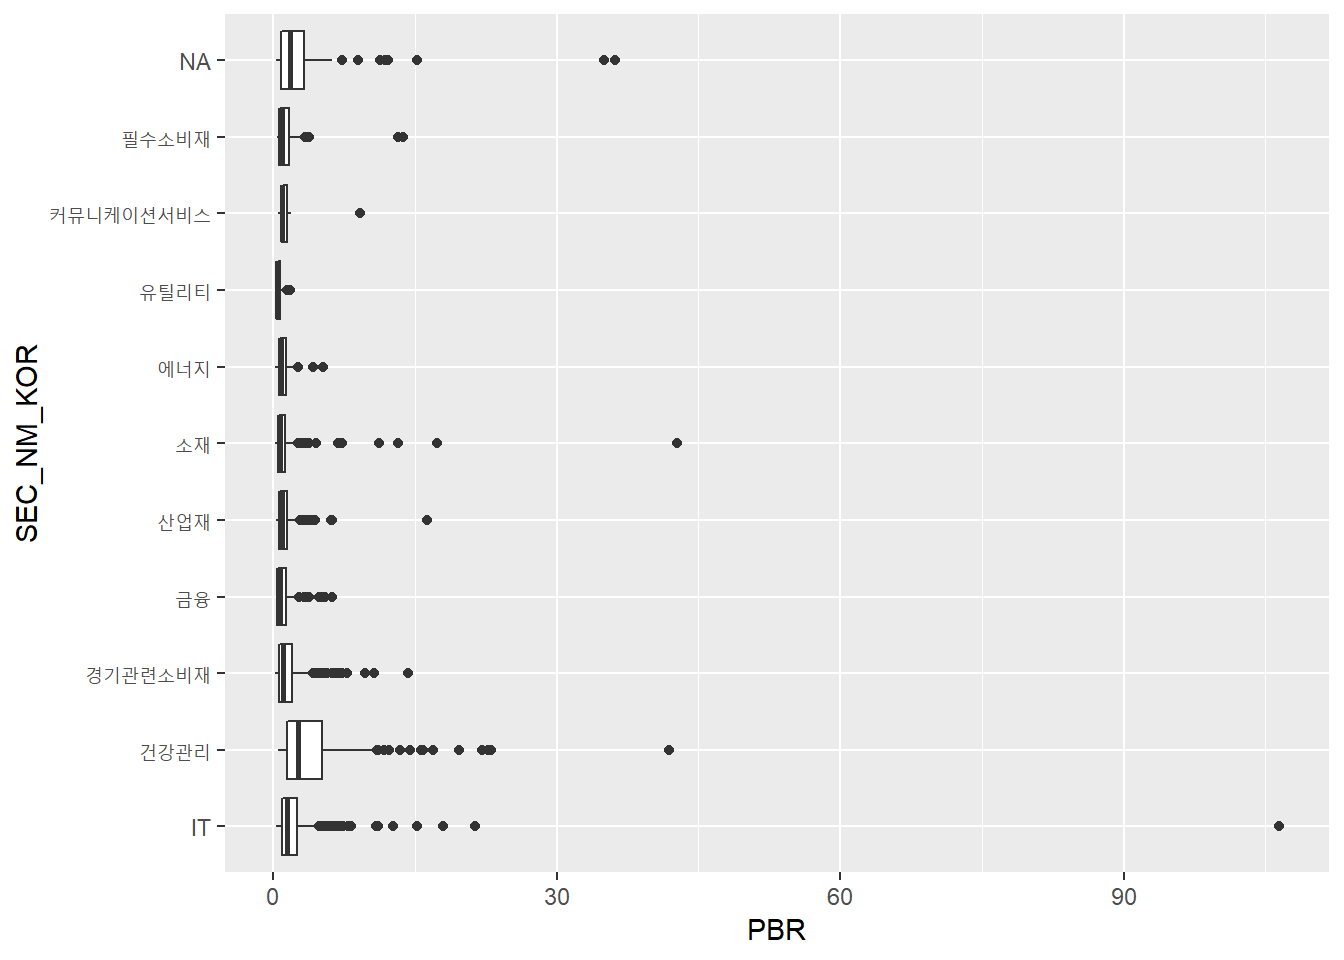 SEC_NM_KOR
NA
필수소비재
커뮤니케이션서비스
유틸리티
에너지
소재
산업재
금융
경기관련소비재
건강관리
IT
0 30 60 90
PBR